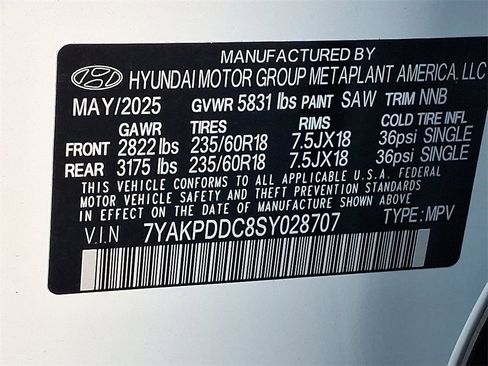 MANUFACTURED BY
HYUNDAI MOTOR GROUP METAPLANT AMERICA, LLC
MAY/2025 GVWR 5831 lbs PAINT SAW TRIM NNB
GAWR TIRES RIMS COLD TIRE INFL
FRONT 2822 lbs 235/60R18 7.5JX18 36psi SINGLE
REAR 3175 lbs 235/60R18 7.5JX18 36psi SINGLE
THIS VEHICLE CONFORMS TO ALL APPLICABLE U.S.A. FEDERAL
MOTOR VEHICLE SAFETY AND THEFT PREVENTION STANDARDS
IN EFFECT ON THE DATE OF MANUFACTURE SHOWN ABOVE.
V.I.N 7YAKPDDC8SY028707 TYPE: MPV